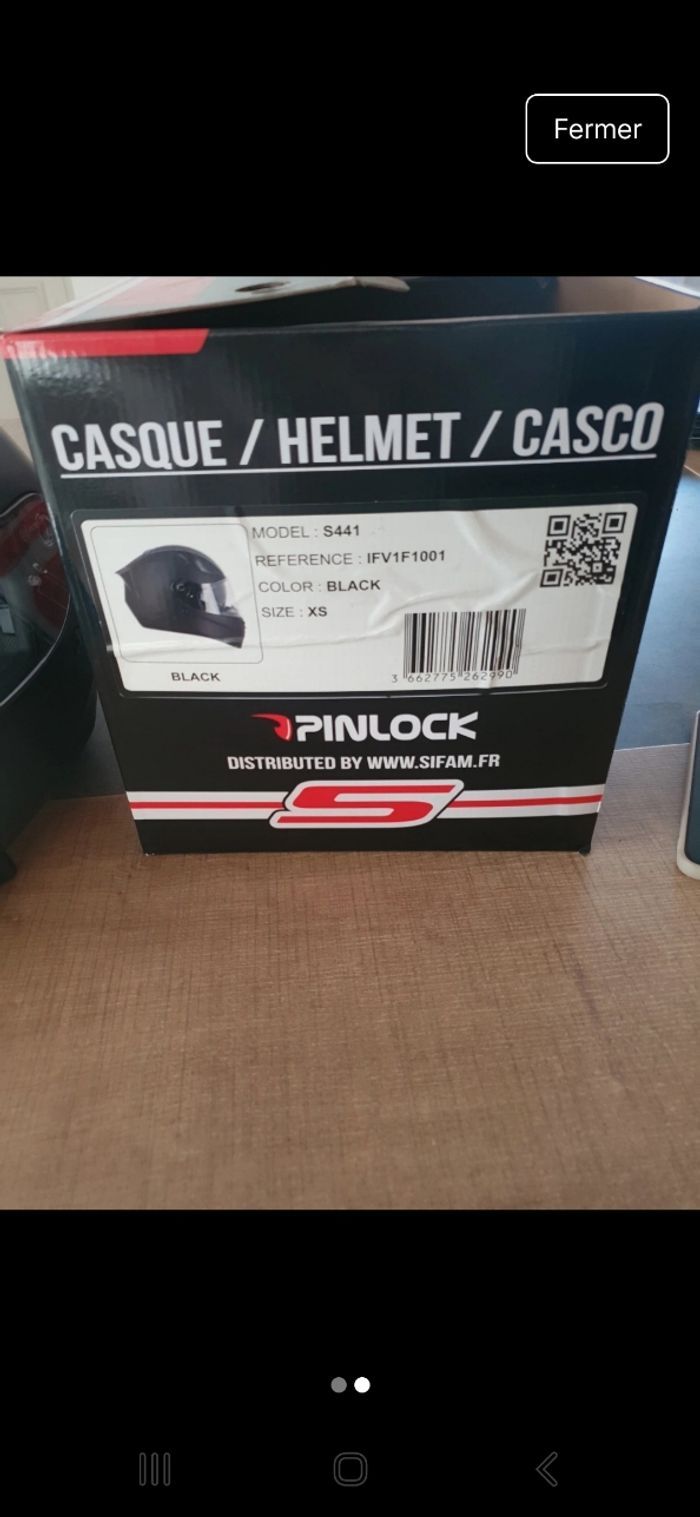 Fermer
CASQUE / HELMET / CASCO
MODEL : S441
REFERENCE : IFV1F1001
COLOR : BLACK
SIZE : XS
3 662775 262990
BLACK
PINLOCK
DISTRIBUTED BY WWW.SIFAM.FR
S